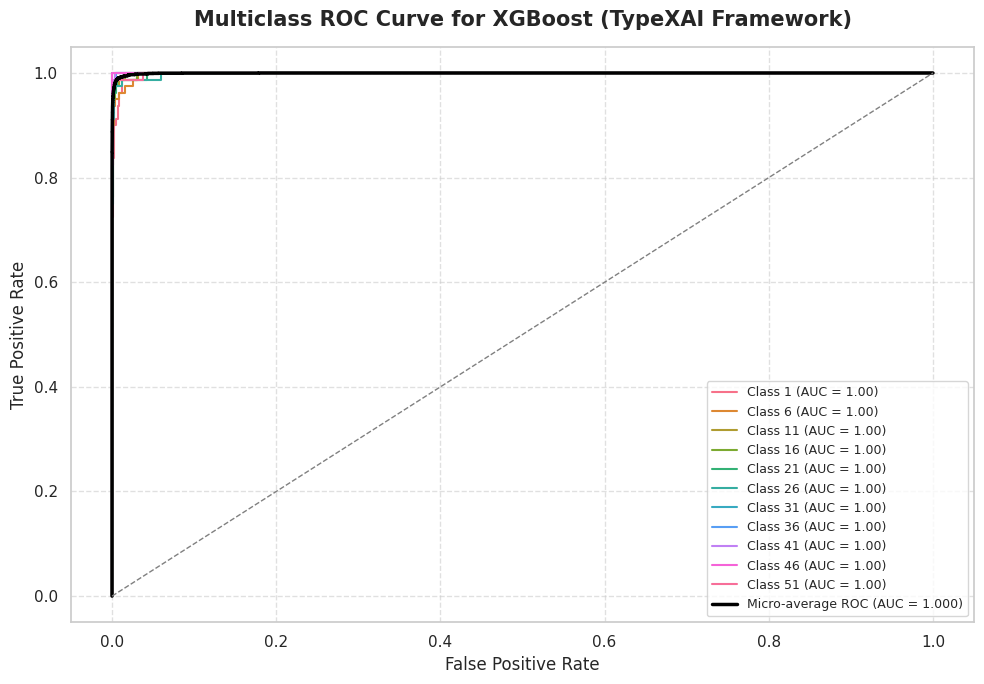 Multiclass ROC Curve for XGBoost (TypeXAI Framework)
True Positive Rate
1.0
0.8
0.6
0.4
0.2
0.0
0.0 0.2 0.4 0.6 0.8 1.0
False Positive Rate
Class 1 (AUC = 1.00)
Class 6 (AUC = 1.00)
Class 11 (AUC = 1.00)
Class 16 (AUC = 1.00)
Class 21 (AUC = 1.00)
Class 26 (AUC = 1.00)
Class 31 (AUC = 1.00)
Class 36 (AUC = 1.00)
Class 41 (AUC = 1.00)
Class 46 (AUC = 1.00)
Class 51 (AUC = 1.00)
Micro-average ROC (AUC = 1.000)